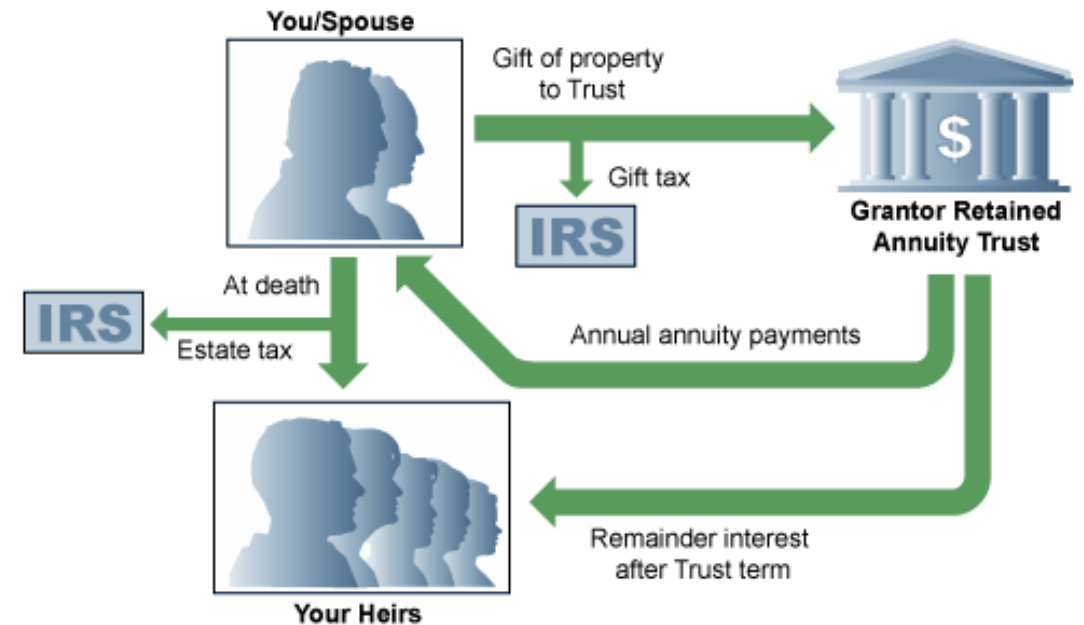 You/Spouse
Gift of property
to Trust
$
Gift tax
IRS
Grantor Retained
Annuity Trust
At death
IRS
Estate tax
Annual annuity payments
Remainder interest
after Trust term
Your Heirs